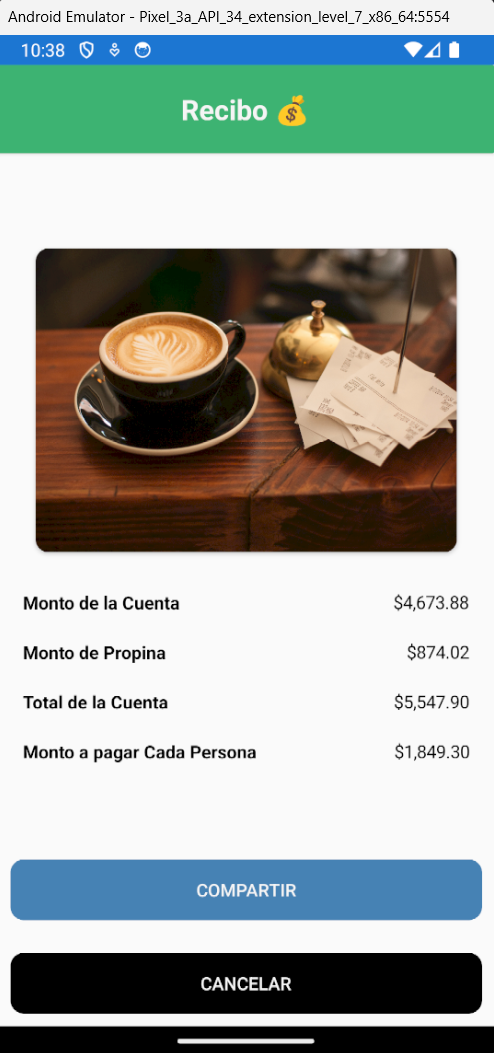 Android Emulator - Pixel_3a_API_34_extension_level_7_x86_64:5554
10:38
Recibo 💰
Monto de la Cuenta $4,673.88
Monto de Propina $874.02
Total de la Cuenta $5,547.90
Monto a pagar Cada Persona $1,849.30
COMPARTIR
CANCELAR